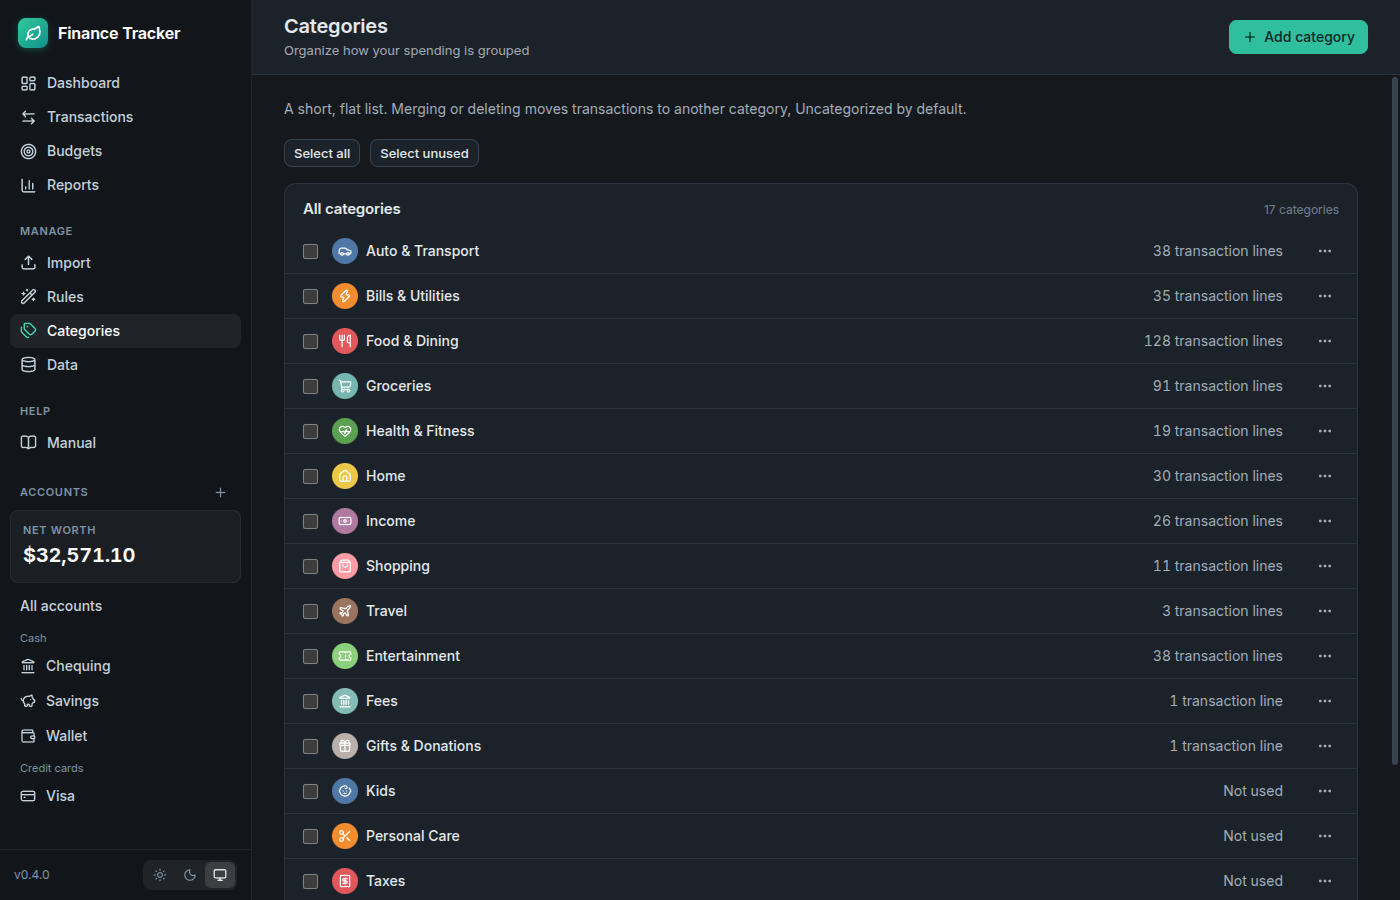 Finance Tracker
Dashboard
Transactions
Budgets
Reports
MANAGE
Import
Rules
Categories
Data
HELP
Manual
ACCOUNTS
NET WORTH
$32,571.10
All accounts
Cash
Chequing
Savings
Wallet
Credit cards
Visa
v0.4.0
Categories
Organize how your spending is grouped
Add category
A short, flat list. Merging or deleting moves transactions to another category, Uncategorized by default.
Select all
Select unused
All categories
17 categories
Auto & Transport
38 transaction lines
Bills & Utilities
35 transaction lines
Food & Dining
128 transaction lines
Groceries
91 transaction lines
Health & Fitness
19 transaction lines
Home
30 transaction lines
Income
26 transaction lines
Shopping
11 transaction lines
Travel
3 transaction lines
Entertainment
38 transaction lines
Fees
1 transaction line
Gifts & Donations
1 transaction line
Kids
Not used
Personal Care
Not used
Taxes
Not used